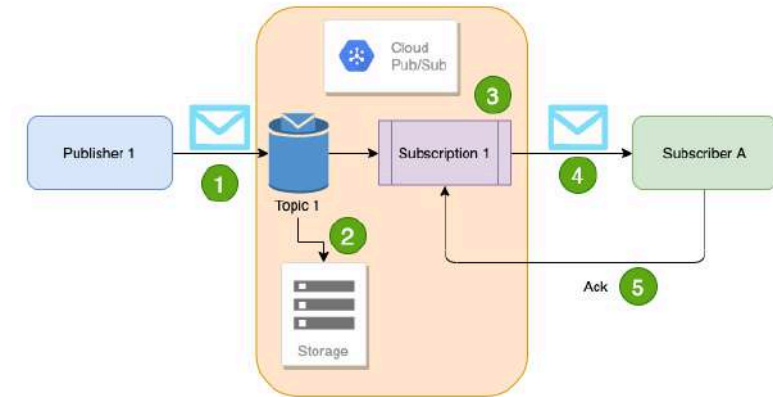 Cloud
Pub/Sub
3
Publisher 1
Subscription 1
Subscriber A
1
4
Topic 1
2
Ack
5
Storage